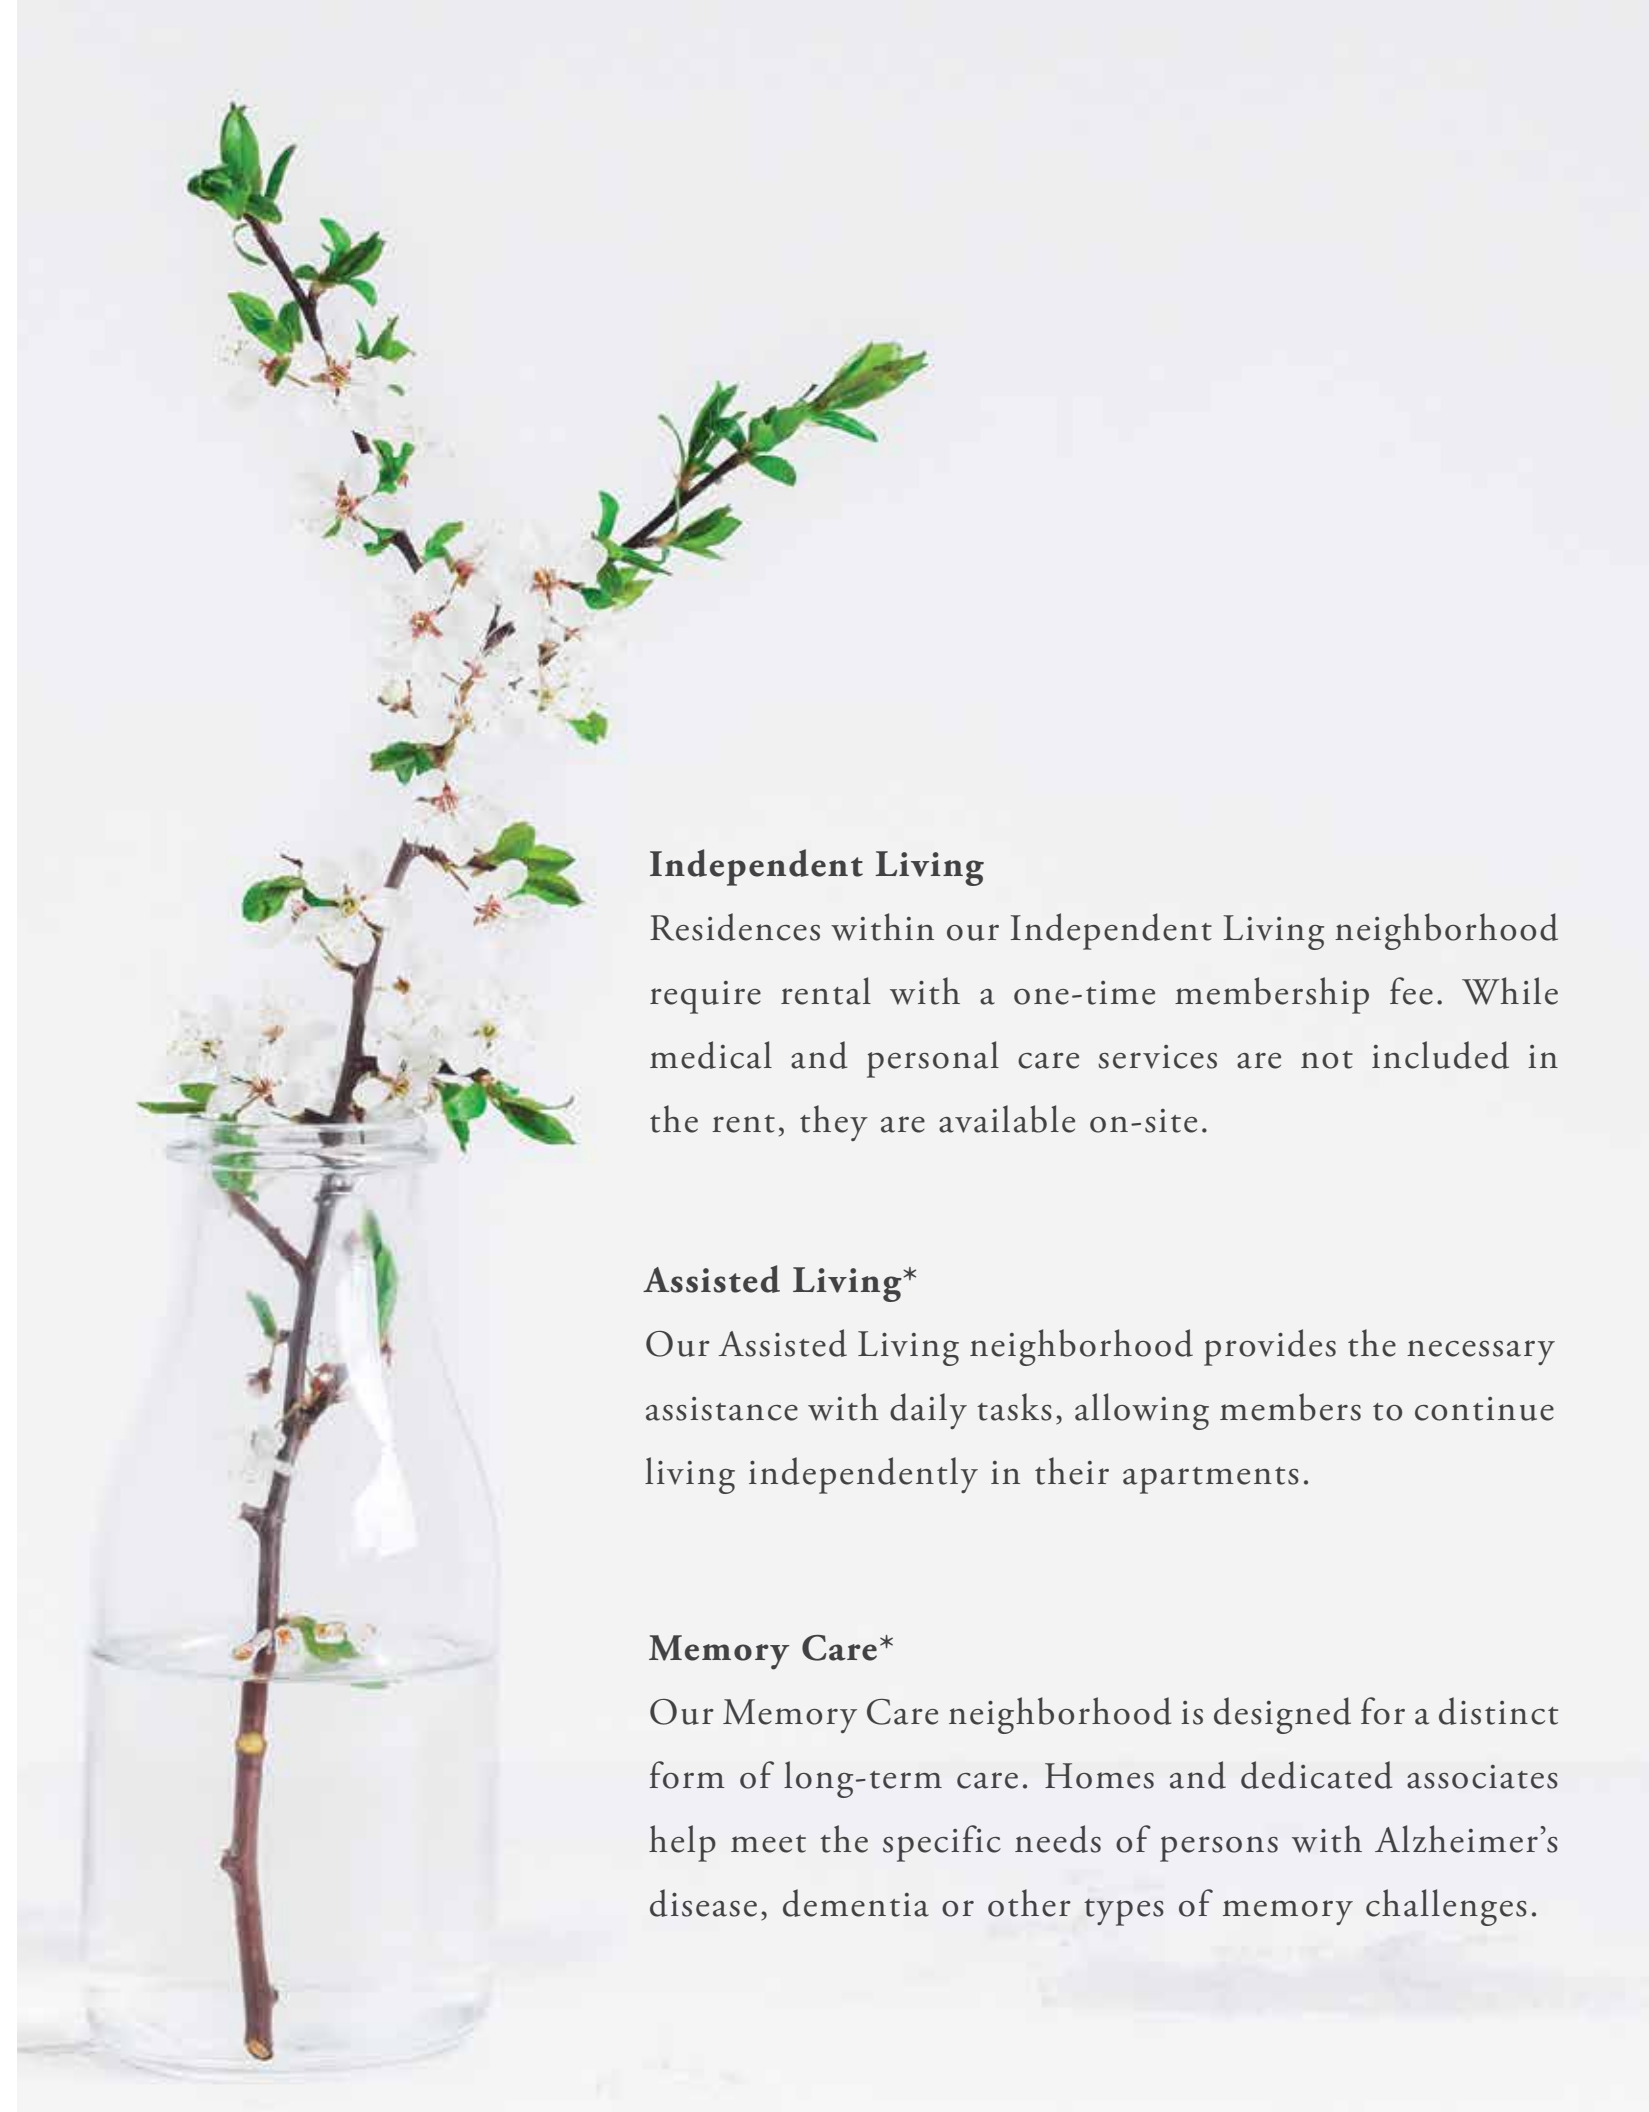 Independent Living
Residences within our Independent Living neighborhood
require rental with a one-time membership fee. While
medical and personal care services are not included in
the rent, they are available on-site.
Assisted Living*
Our Assisted Living neighborhood provides the necessary
assistance with daily tasks, allowing members to continue
living independently in their apartments.
Memory Care*
Our Memory Care neighborhood is designed for a distinct
form of long-term care. Homes and dedicated associates
help meet the specific needs of persons with Alzheimer’s
disease, dementia or other types of memory challenges.